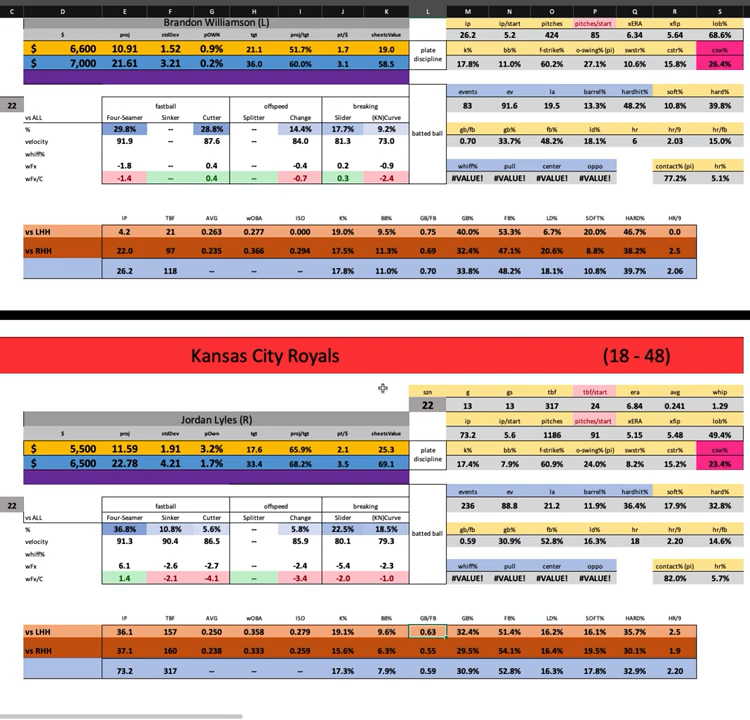 C D E F G H I J K L M N O P Q R S
Brandon Williamson (L) ip ip/start pitches pitches/start xERA xfip lob%
$ proj stdDev pOWN tgt proj/tgt pt/$ sheetsValue 26.2 5.2 424 85 6.34 5.64 68.6%
$ 6,600 10.91 1.52 0.9% 21.1 51.7% 1.7 19.0 plate discipline k% bb% f-strike% o-swing% (pi) swstr% cstr% csw%
$ 7,000 21.61 3.21 0.2% 36.0 60.0% 3.1 58.5 17.8% 11.0% 60.2% 27.1% 10.6% 15.8% 26.4%
events ev la barrel% hardhit% soft% hard%
22 fastball offspeed breaking 83 91.6 19.5 13.3% 48.2% 10.8% 39.8%
vs ALL Four-Seamer Sinker Cutter Splitter Change Slider (KN)Curve
% 29.8% -- 28.8% -- 14.4% 17.7% 9.2% batted ball gb/fb gb% fb% ld% hr hr/9 hr/fb
velocity 91.9 -- 87.6 -- 84.0 81.3 73.0 0.70 33.7% 48.2% 18.1% 6 2.03 15.0%
whiff%
wFx -1.8 -- 0.4 -- -0.4 0.2 -0.9 whiff% pull center oppo contact% (pi) hr%
wFx/C -1.4 -- 0.4 -- -0.7 0.3 -2.4 #VALUE! #VALUE! #VALUE! #VALUE! 77.2% 5.1%
IP TBF AVG wOBA ISO K% BB% GB/FB GB% FB% LD% SOFT% HARD% HR/9
vs LHH 4.2 21 0.263 0.277 0.000 19.0% 9.5% 0.75 40.0% 53.3% 6.7% 20.0% 46.7% 0.0
vs RHH 22.0 97 0.235 0.366 0.294 17.5% 11.3% 0.69 32.4% 47.1% 20.6% 8.8% 38.2% 2.5
26.2 118 -- -- 17.8% 11.0% 0.70 33.8% 48.2% 18.1% 10.8% 39.7% 2.06
Kansas City Royals (18 - 48)
szn g gs tbf tbf/start era avg whip
22 13 13 317 24 6.84 0.241 1.29
Jordan Lyles (R) ip ip/start pitches pitches/start xERA xfip lob%
$ proj stdDev pOwn tgt proj/tgt pt/$ sheetsValue 73.2 5.6 1186 91 5.15 5.48 49.4%
$ 5,500 11.59 1.91 3.2% 17.6 65.9% 2.1 25.3 plate discipline k% bb% f-strike% o-swing% (pi) swstr% cstr% csw%
$ 6,500 22.78 4.21 1.7% 33.4 68.2% 3.5 69.1 17.4% 7.9% 60.9% 24.0% 8.2% 15.2% 23.4%
events ev la barrel% hardhit% soft% hard%
22 fastball offspeed breaking 236 88.8 21.2 11.9% 36.4% 17.9% 32.8%
vs ALL Four-Seamer Sinker Cutter Splitter Change Slider (KN)Curve
% 36.8% 10.8% 5.6% -- 5.8% 22.5% 18.5% batted ball gb/fb gb% fb% ld% hr hr/9 hr/fb
velocity 91.3 90.4 86.5 -- 85.9 80.1 79.3 0.59 30.9% 52.8% 16.3% 18 2.20 14.6%
whiff%
wFx 6.1 -2.6 -2.7 -2.4 -5.4 -2.3 whiff% pull center oppo contact% (pi) hr%
wFx/C 1.4 -2.1 -4.1 -- -3.4 -2.0 -1.0 #VALUE! #VALUE! #VALUE! #VALUE! 82.0% 5.7%
IP TBF AVG wOBA ISO K% BB% GB/FB GB% FB% LD% SOFT% HARD% HR/9
vs LHH 36.1 157 0.250 0.358 0.279 19.1% 9.6% 0.63 32.4% 51.4% 16.2% 16.1% 35.7% 2.5
vs RHH 37.1 160 0.238 0.333 0.259 15.6% 6.3% 0.55 29.5% 54.1% 16.4% 19.5% 30.1% 1.9
73.2 317 -- -- 17.3% 7.9% 0.59 30.9% 52.8% 16.3% 17.8% 32.9% 2.20